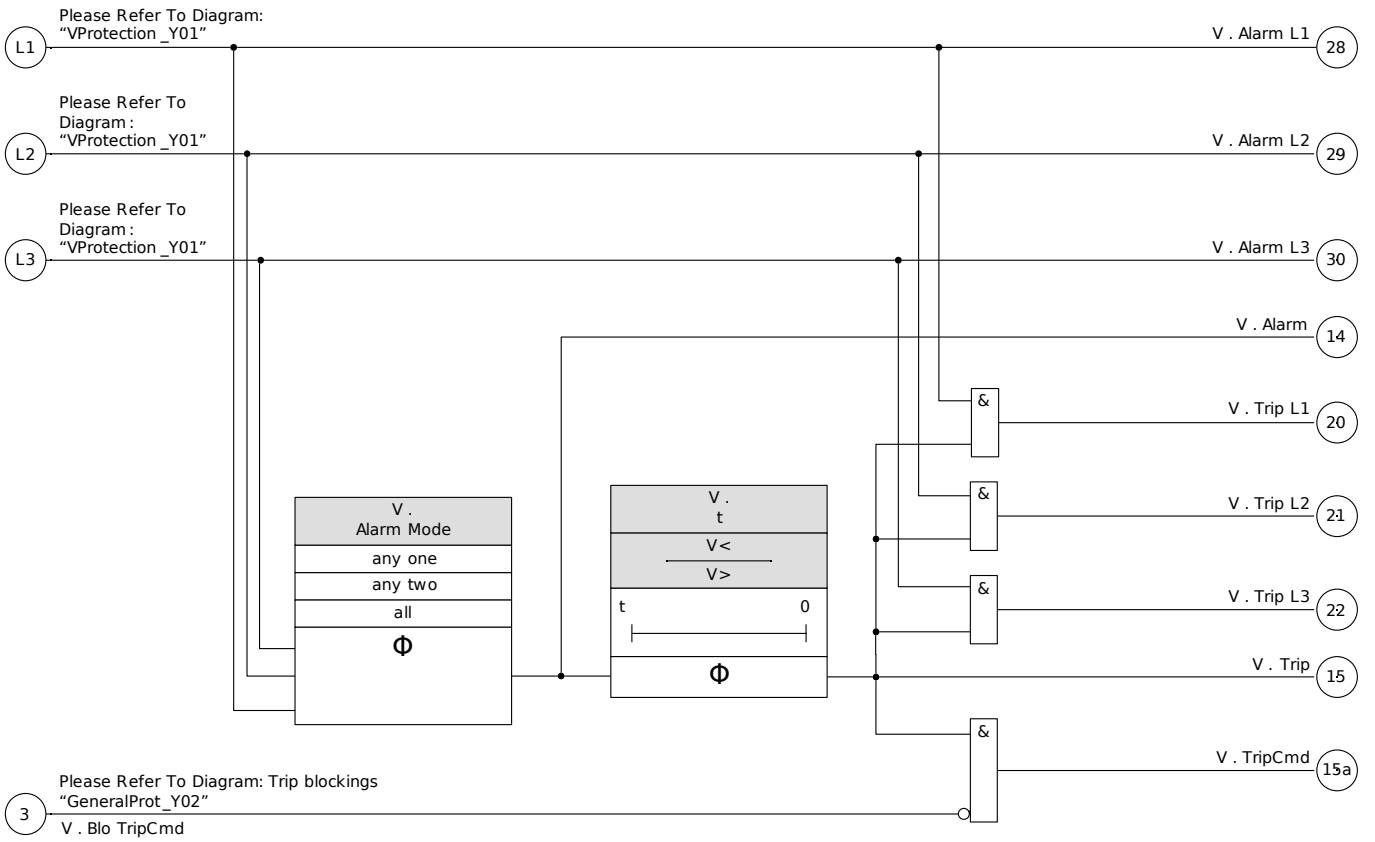 Please Refer To Diagram:
“VProtection _Y01”
L1
V . Alarm L1
28
Please Refer To
Diagram :
“VProtection _Y01”
L2
V . Alarm L2
29
Please Refer To
Diagram :
“VProtection _Y01”
L3
V . Alarm L3
30
V . Alarm
14
&
V . Trip L1
20
V .
Alarm Mode
any one
any two
all
Φ
V .
t
V<
V>
t 0
Φ
&
V . Trip L2
21
&
V . Trip L3
22
V . Trip
15
&
V . TripCmd
15a
Please Refer To Diagram: Trip blockings
“GeneralProt_Y02”
3
V . Blo TripCmd